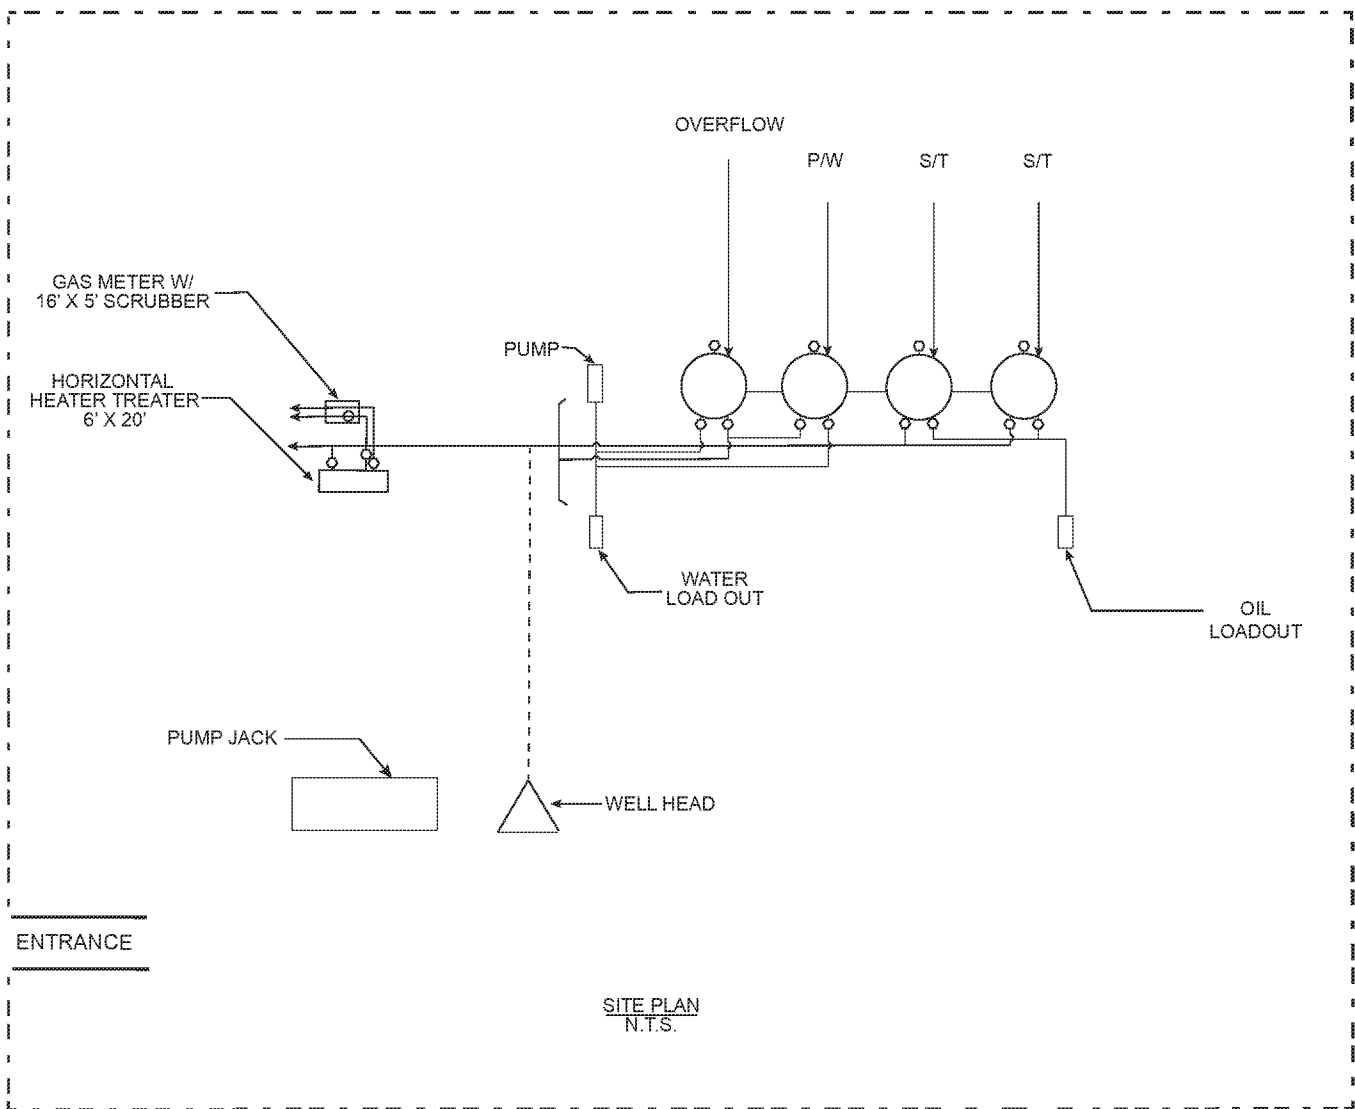 OVERFLOW
P/W
S/T
S/T
GAS METER W/
16' X 5' SCRUBBER
PUMP
HORIZONTAL
HEATER TREATER
6' X 20'
WATER
LOAD OUT
OIL
LOADOUT
PUMP JACK
WELL HEAD
ENTRANCE
SITE PLAN
N.T.S.